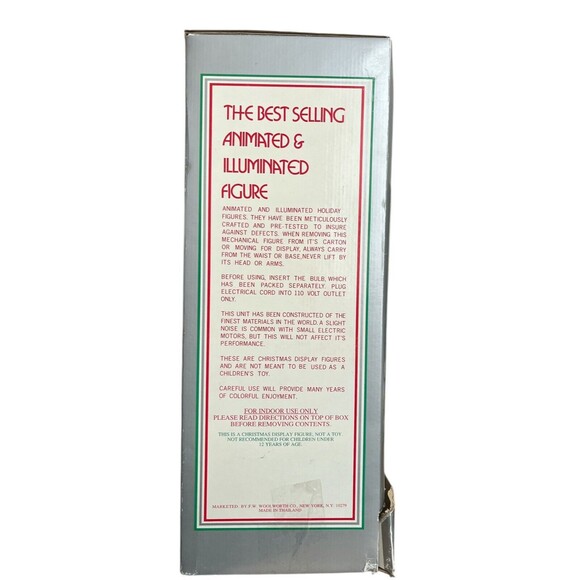 THE BEST SELLING
ANIMATED &
ILLUMINATED
FIGURE
ANIMATED AND ILLUMINATED HOLIDAY
FIGURES. THEY HAVE BEEN METICULOUSLY
CRAFTED AND PRE-TESTED TO INSURE
AGAINST DEFECTS. WHEN REMOVING THIS
MECHANICAL FIGURE FROM IT'S CARTON
OR MOVING FOR DISPLAY, ALWAYS CARRY
FROM THE WAIST OR BASE,NEVER LIFT BY
ITS HEAD OR ARMS.
BEFORE USING, INSERT THE BULB, WHICH
HAS BEEN PACKED SEPARATELY. PLUG
ELECTRICAL CORD INTO 110 VOLT OUTLET
ONLY.
THIS UNIT HAS BEEN CONSTRUCTED OF THE
FINEST MATERIALS IN THE WORLD. A SLIGHT
NOISE IS COMMON WITH SMALL ELECTRIC
MOTORS, BUT THIS WILL NOT AFFECT IT'S
PERFORMANCE.
THESE ARE CHRISTMAS DISPLAY FIGURES
AND ARE NOT MEANT TO BE USED AS A
CHILDREN'S TOY.
CAREFUL USE WILL PROVIDE MANY YEARS
OF COLORFUL ENJOYMENT.
FOR INDOOR USE ONLY
PLEASE READ DIRECTIONS ON TOP OF BOX
BEFORE REMOVING CONTENTS.
THIS IS A CHRISTMAS DISPLAY FIGURE, NOT A TOY.
NOT RECOMMENDED FOR CHILDREN UNDER
12 YEARS OF AGE.
MARKETED BY F.W. WOOLWORTH CO., NEW YORK, N.Y. 10279
MADE IN THAILAND